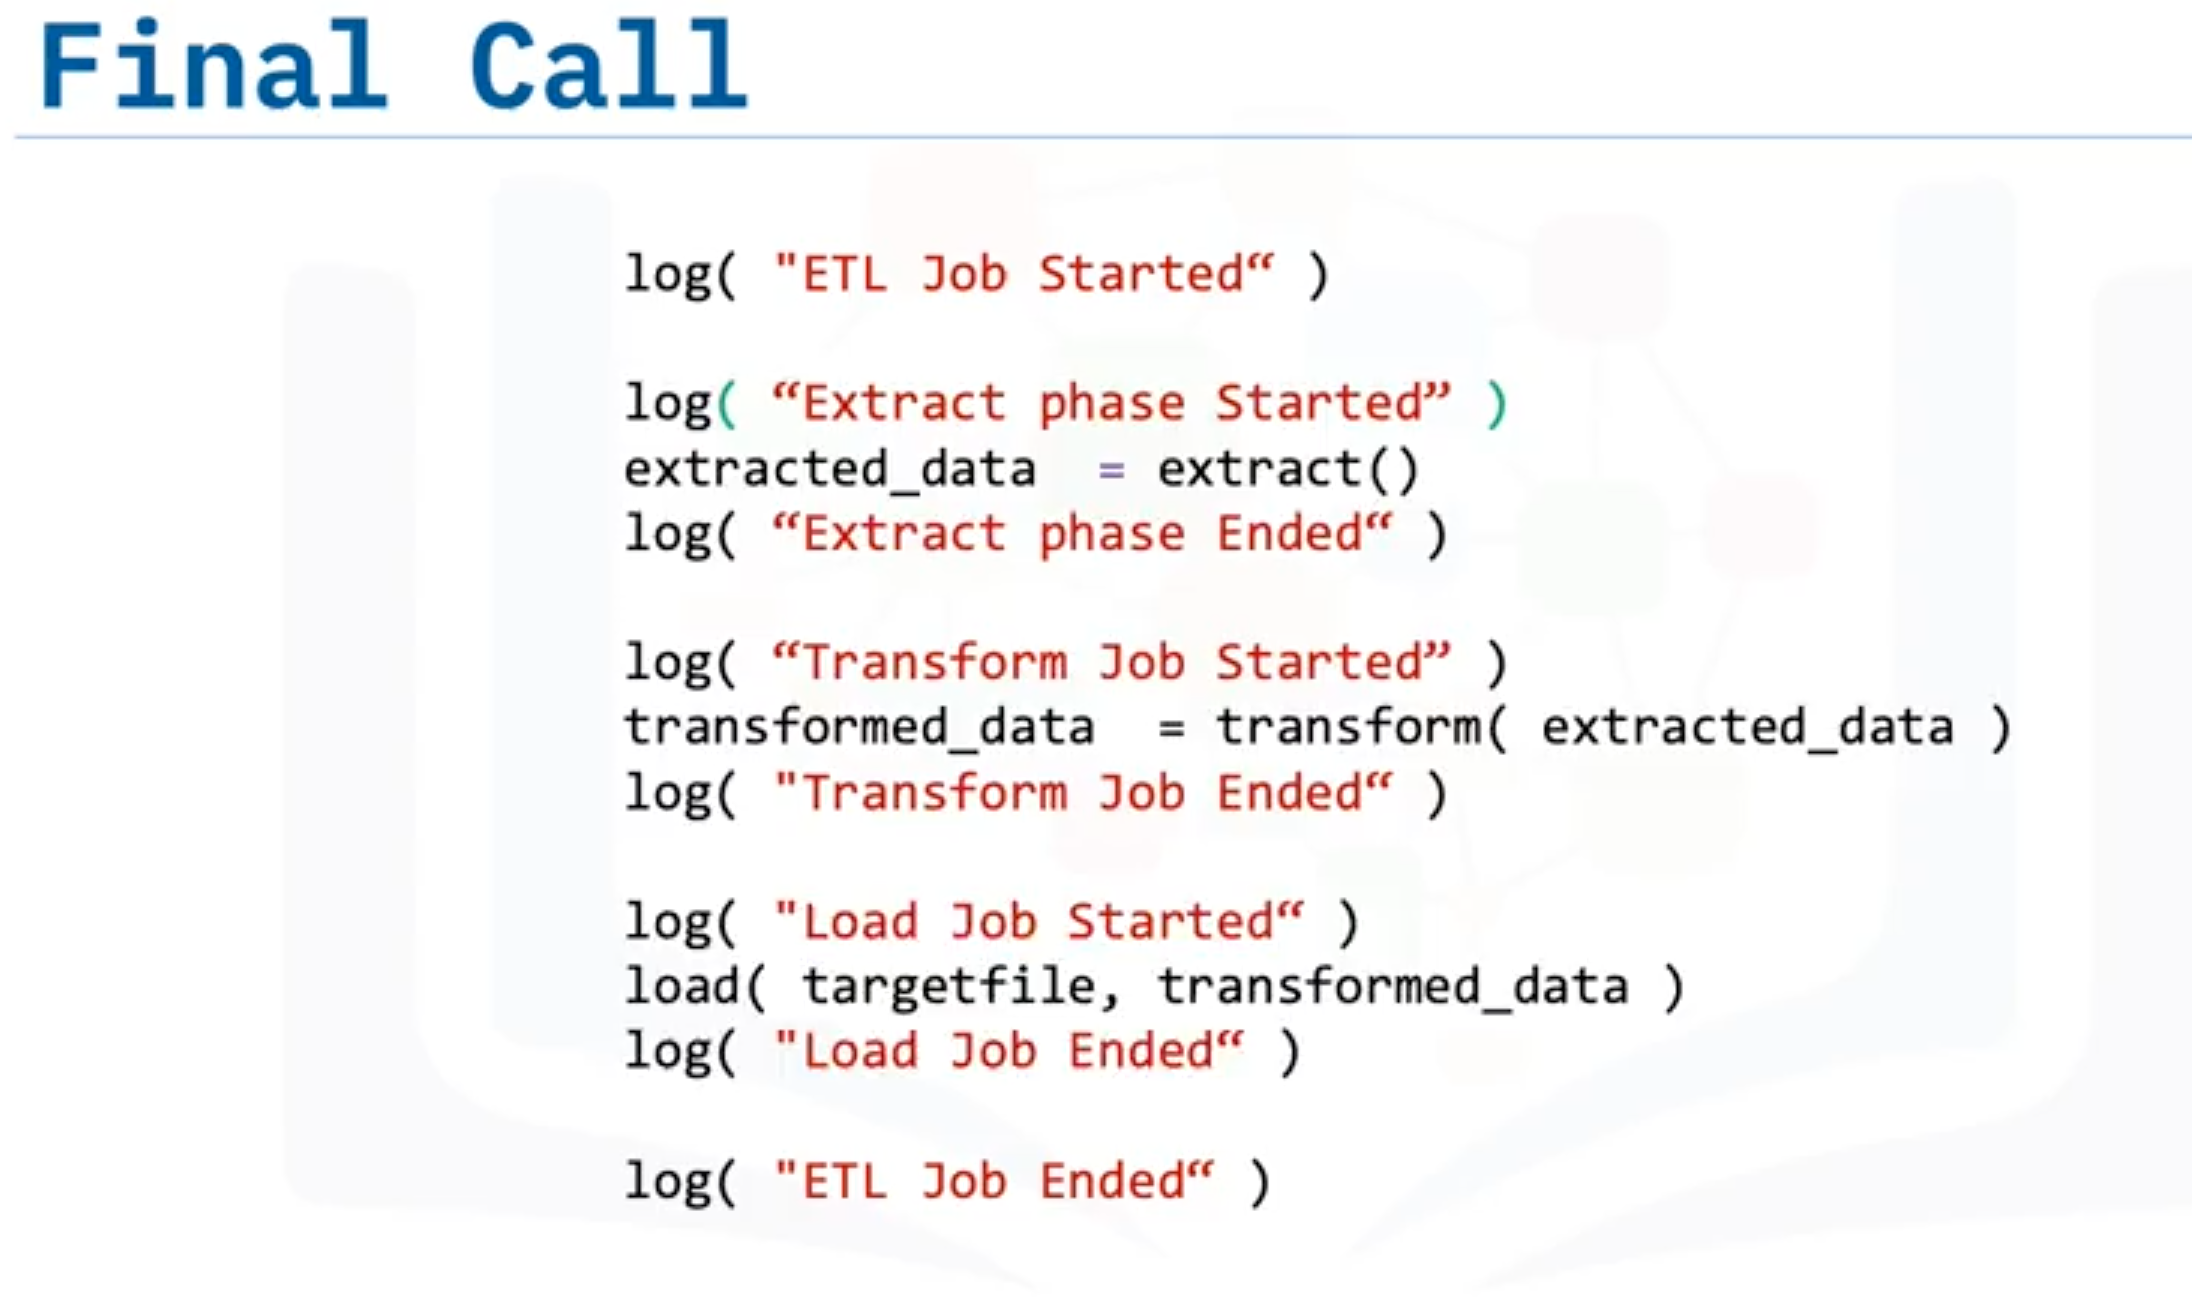 Final Call
log( "ETL Job Started“ )
log( “Extract phase Started” )
extracted_data  = extract()
log( “Extract phase Ended“ )
log( “Transform Job Started” )
transformed_data  = transform( extracted_data )
log( "Transform Job Ended“ )
log( "Load Job Started“ )
load( targetfile, transformed_data )
log( "Load Job Ended“ )
log( "ETL Job Ended“ )